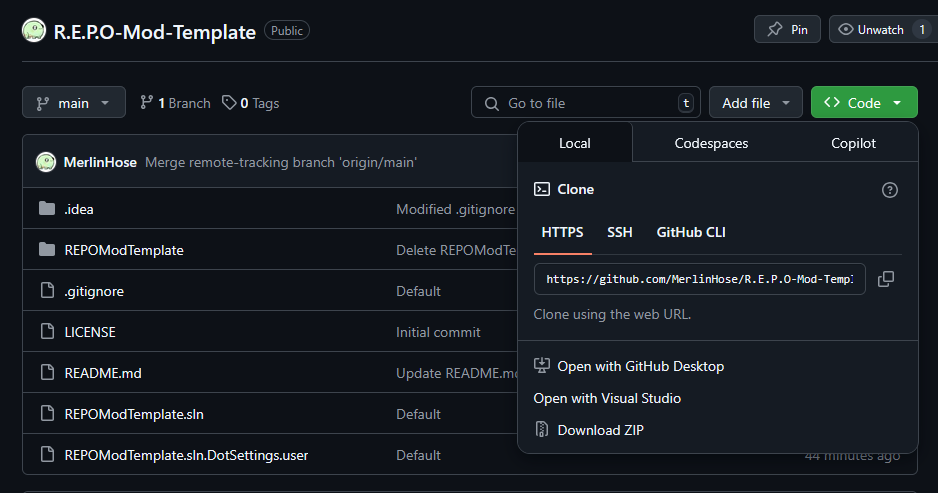 R.E.P.O-Mod-Template Public Pin Unwatch 1
main 1 Branch 0 Tags Go to file t Add file Code
Local Codespaces Copilot
MerlinHose Merge remote-tracking branch 'origin/main'
Clone
.idea Modified .gitignore
HTTPS SSH GitHub CLI
REPOModTemplate Delete REPOModTe
https://github.com/MerlinHose/R.E.P.O-Mod-Templ
.gitignore Default
Clone using the web URL.
LICENSE Initial commit
Open with GitHub Desktop
README.md Update README.md
Open with Visual Studio
REPOModTemplate.sln Default
Download ZIP
REPOModTemplate.sln.DotSettings.user Default 44 minutes ago